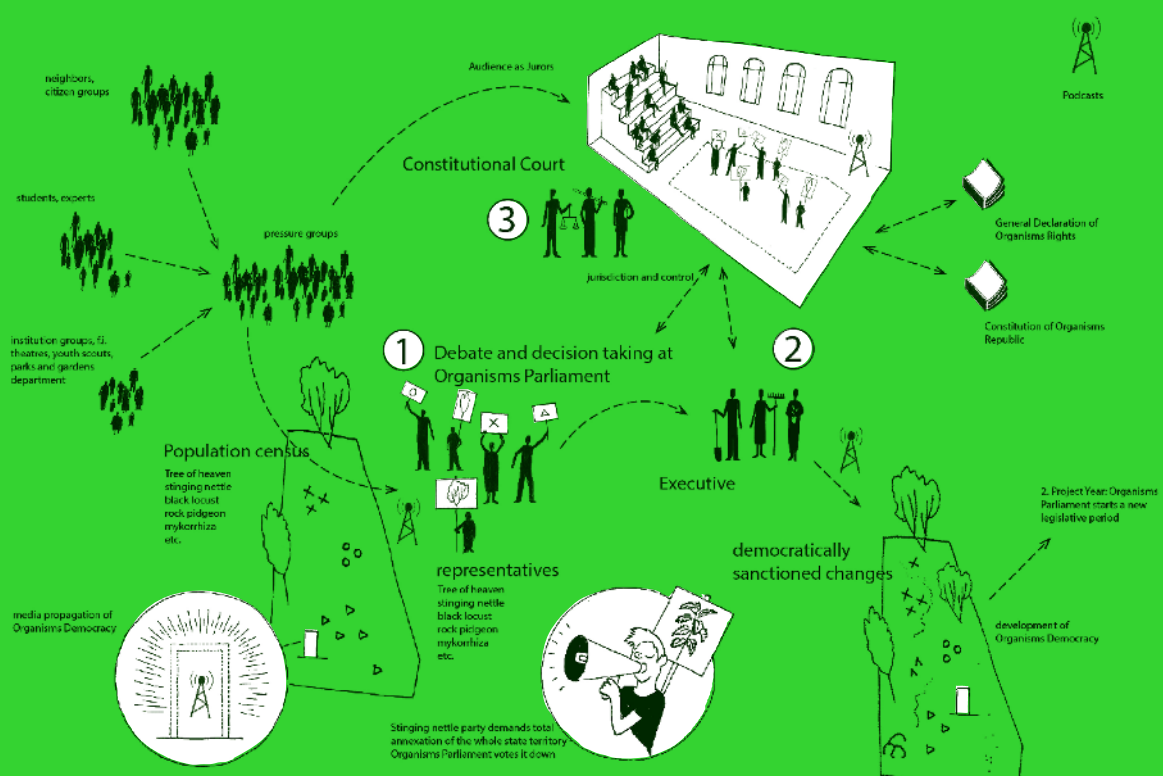 neighbors,
citizen groups
Audience as Jurors
Podcasts
Constitutional Court
3
students, experts
pressure groups
General Declaration of
Organisms Rights
jurisdiction and control
Constitution of Organisms
Republic
institution groups, f.i.
theatres, youth scouts,
parks and gardens
department
1
Debate and decision taking at
Organisms Parliament
2
Population census
Tree of heaven
stinging nettle
black locust
rock pidgeon
mykorrhiza
etc.
Executive
2. Project Year: Organisms
Parliament starts a new
legislative period
democratically
sanctioned changes
representatives
Tree of heaven
stinging nettle
black locust
rock pidgeon
mykorrhiza
etc.
media propagation of
Organisms Democracy
development of
Organisms Democracy
Stinging nettle party demands total
annexation of the whole state territory
Organisms Parliament votes it down